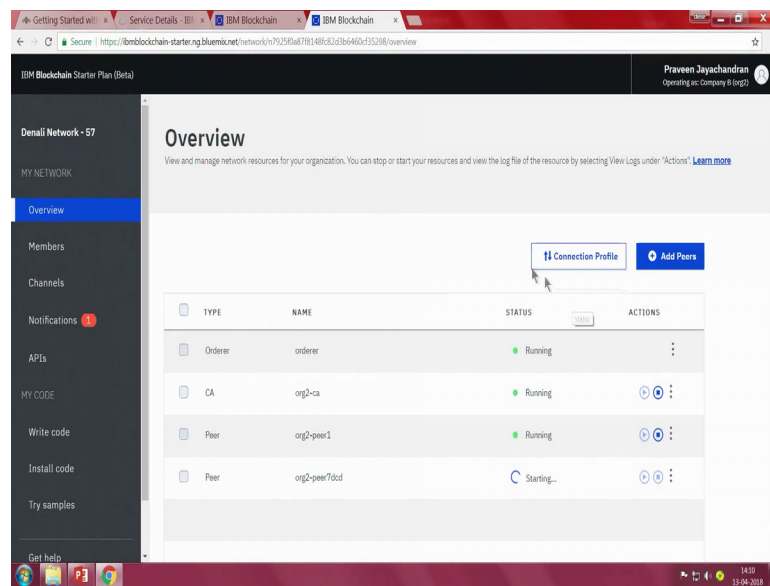 Getting Started with
Service Details - IBM
IBM Blockchain
IBM Blockchain
Secure | https://ibmblockchain-starter.ng.bluemix.net/network/n7925f0a87f8148fc82d3b6460cf35298/overview
IBM Blockchain Starter Plan (Beta)
Praveen Jayachandran
Operating as: Company B (org2)
Denali Network - 57
MY NETWORK
Overview
Members
Channels
Notifications 1
APIs
MY CODE
Write code
Install code
Try samples
Get help
Overview
View and manage network resources for your organization. You can stop or start your resources and view the log file of the resource by selecting View Logs under "Actions". Learn more
Connection Profile
Add Peers
TYPE NAME STATUS ACTIONS
Orderer orderer Running
CA org2-ca Running
Peer org2-peer1 Running
Peer org2-peer7dcd Starting...
14:10
13-04-2018